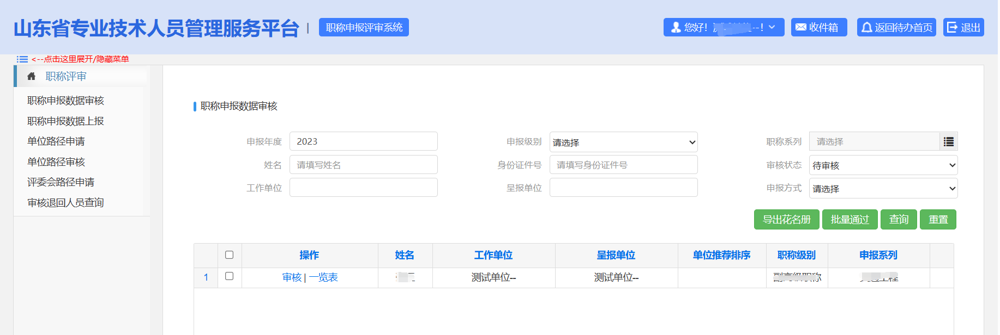 山东省专业技术人员管理服务平台 | 职称申报评审系统 您好! --! 收件箱 返回待办首页 退出
<--点击这里展开/隐藏菜单
职称评审
职称申报数据审核
职称申报数据上报
单位路径申请
单位路径审核
评委会路径申请
审核退回人员查询
职称申报数据审核
申报年度 2023 申报级别 请选择 职称系列 请选择
姓名 请填写姓名 身份证件号 请填写身份证件号 审核状态 待审核
工作单位 呈报单位 申报方式 请选择
导出花名册 批量通过 查询 重置
操作 姓名 工作单位 呈报单位 单位推荐排序 职称级别 申报系列
1 审核 | 一览表 测试单位-- 测试单位-- 副高级职称